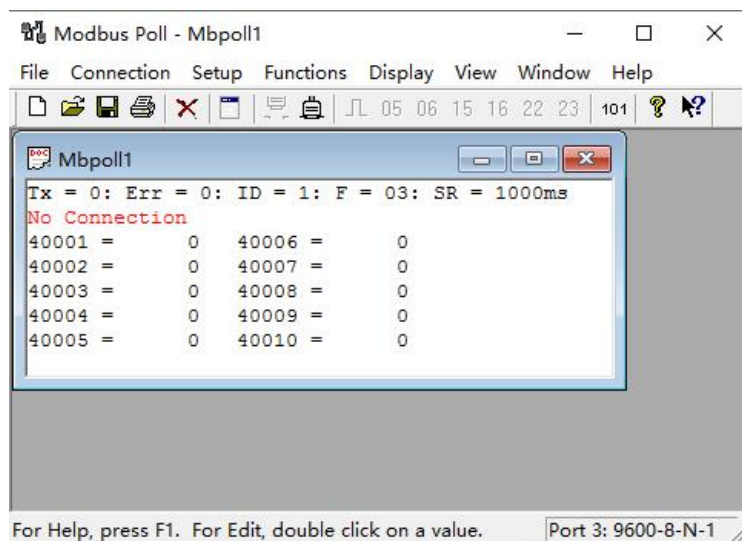 Modbus Poll - Mbpoll1
File Connection Setup Functions Display View Window Help
05 06 15 16 22 23 101
Mbpoll1
Tx = 0: Err = 0: ID = 1: F = 03: SR = 1000ms
No Connection
40001 = 0 40006 = 0
40002 = 0 40007 = 0
40003 = 0 40008 = 0
40004 = 0 40009 = 0
40005 = 0 40010 = 0
For Help, press F1. For Edit, double click on a value. Port 3: 9600-8-N-1